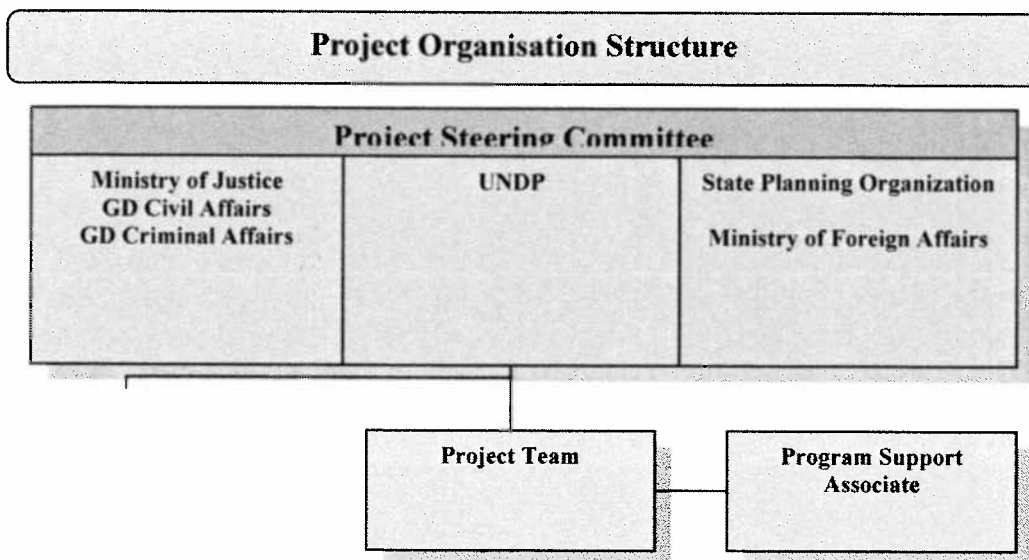 Project Organisation Structure
Project Steering Committee
Ministry of Justice
GD Civil Affairs
GD Criminal Affairs
UNDP
State Planning Organization
Ministry of Foreign Affairs
Project Team
Program Support
Associate